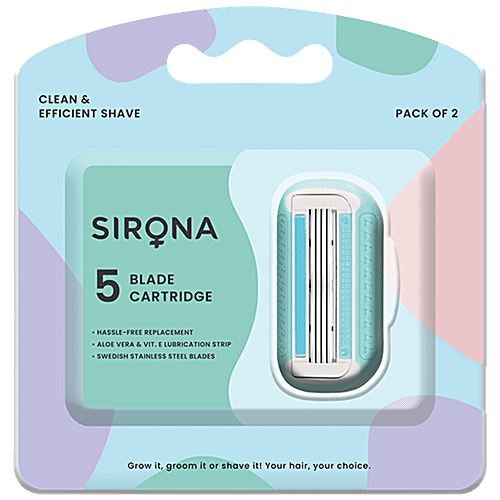 CLEAN &
EFFICIENT SHAVE
PACK OF 2
SIRONA
5 BLADE
CARTRIDGE
• HASSLE-FREE REPLACEMENT
• ALOE VERA & VIT. E LUBRICATION STRIP
• SWEDISH STAINLESS STEEL BLADES
Grow it, groom it or shave it! Your hair, your choice.